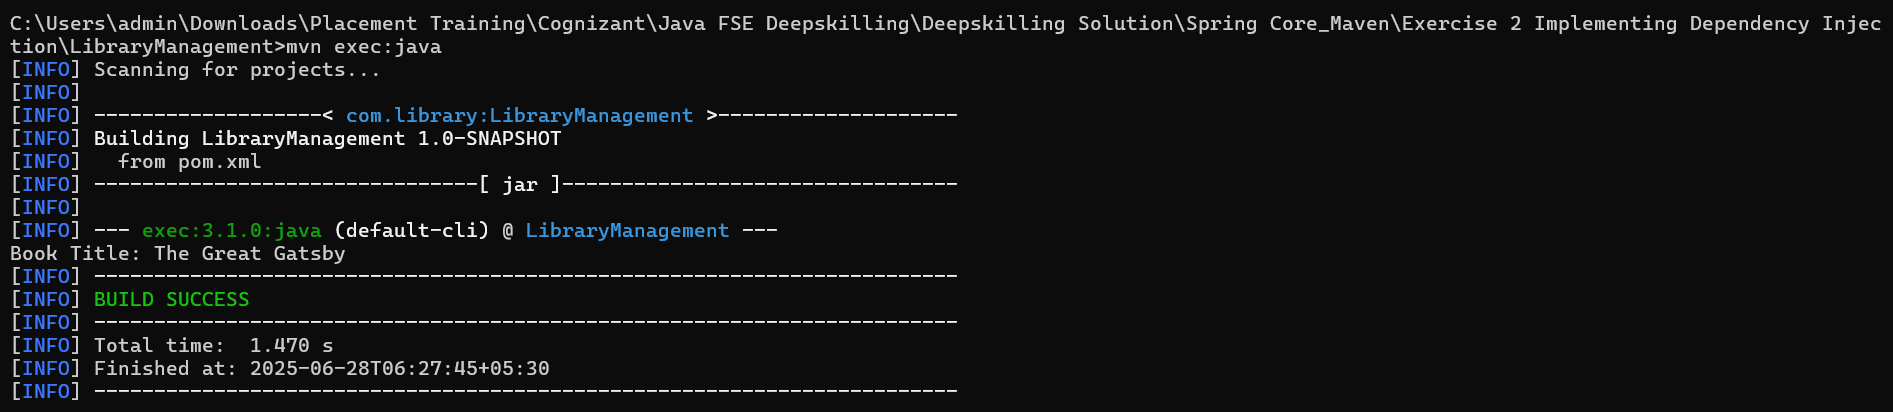 C:\Users\admin\Downloads\Placement Training\Cognizant\Java FSE Deepskilling\Deepskilling Solution\Spring Core_Maven\Exercise 2 Implementing Dependency Injec
tion\LibraryManagement>mvn exec:java
[INFO] Scanning for projects...
[INFO]
[INFO] -------------------< com.library:LibraryManagement >--------------------
[INFO] Building LibraryManagement 1.0-SNAPSHOT
[INFO]   from pom.xml
[INFO] --------------------------------[ jar ]---------------------------------
[INFO]
[INFO] --- exec:3.1.0:java (default-cli) @ LibraryManagement ---
Book Title: The Great Gatsby
[INFO] ------------------------------------------------------------------------
[INFO] BUILD SUCCESS
[INFO] ------------------------------------------------------------------------
[INFO] Total time:  1.470 s
[INFO] Finished at: 2025-06-28T06:27:45+05:30
[INFO] ------------------------------------------------------------------------